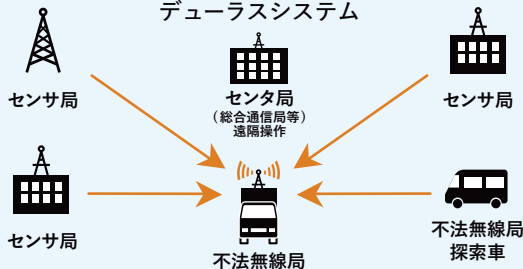 デューラスシステム
センサ局
センタ局
（総合通信局等）
遠隔操作
センサ局
センサ局
不法無線局
不法無線局
探索車